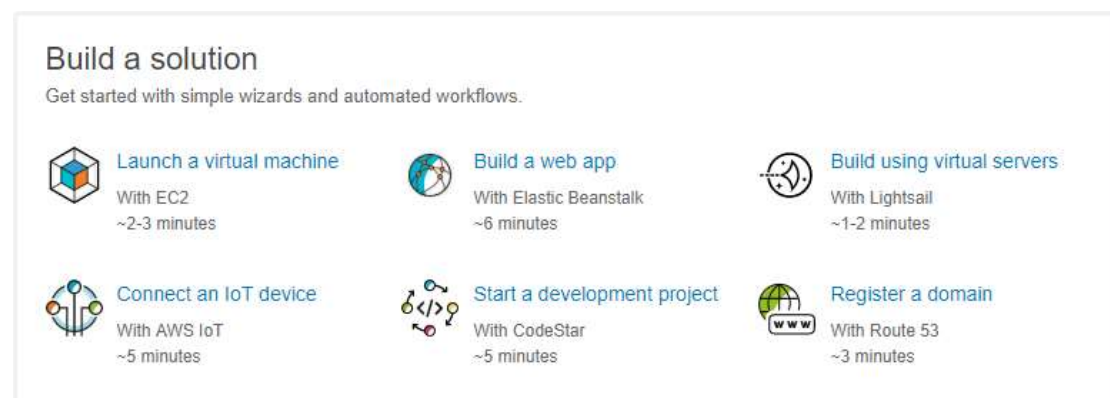 Build a solution
Get started with simple wizards and automated workflows.
Launch a virtual machine
With EC2
~2-3 minutes
Build a web app
With Elastic Beanstalk
~6 minutes
Build using virtual servers
With Lightsail
~1-2 minutes
Connect an IoT device
With AWS IoT
~5 minutes
</>
Start a development project
With CodeStar
~5 minutes
www
Register a domain
With Route 53
~3 minutes